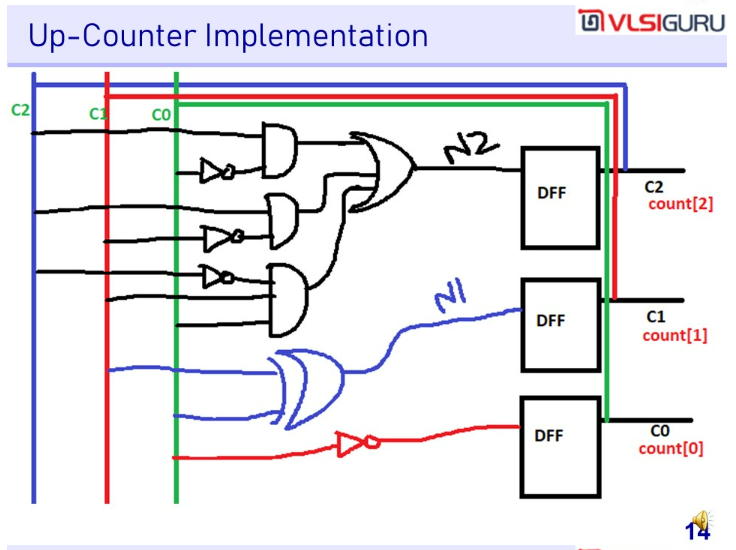 Up-Counter Implementation
VLSIGURU
C2
C1
C0
N2
DFF
C2
count[2]
N1
DFF
C1
count[1]
DFF
C0
count[0]
14